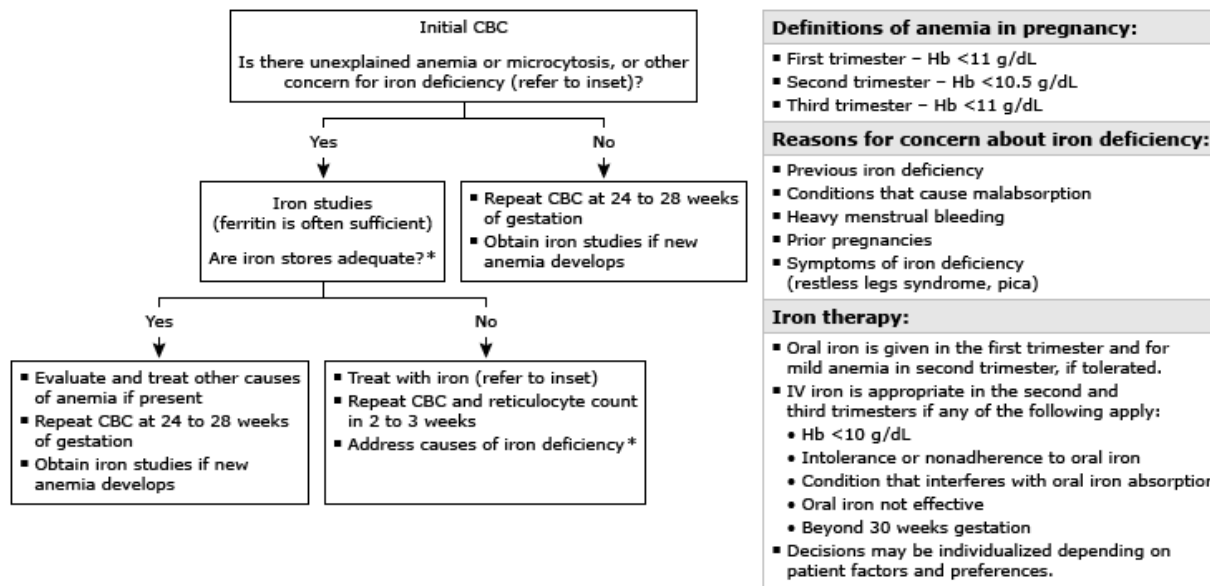 Initial CBC
Is there unexplained anemia or microcytosis, or other
concern for iron deficiency (refer to inset)?
Yes
No
Iron studies
(ferritin is often sufficient)
Are iron stores adequate?*
▪ Repeat CBC at 24 to 28 weeks
of gestation
▪ Obtain iron studies if new
anemia develops
Yes
No
▪ Evaluate and treat other causes
of anemia if present
▪ Repeat CBC at 24 to 28 weeks
of gestation
▪ Obtain iron studies if new
anemia develops
▪ Treat with iron (refer to inset)
▪ Repeat CBC and reticulocyte count
in 2 to 3 weeks
▪ Address causes of iron deficiency*
Definitions of anemia in pregnancy:
▪ First trimester – Hb <11 g/dL
▪ Second trimester – Hb <10.5 g/dL
▪ Third trimester – Hb <11 g/dL
Reasons for concern about iron deficiency:
▪ Previous iron deficiency
▪ Conditions that cause malabsorption
▪ Heavy menstrual bleeding
▪ Prior pregnancies
▪ Symptoms of iron deficiency
(restless legs syndrome, pica)
Iron therapy:
▪ Oral iron is given in the first trimester and for
mild anemia in second trimester, if tolerated.
▪ IV iron is appropriate in the second and
third trimesters if any of the following apply:
• Hb <10 g/dL
• Intolerance or nonadherence to oral iron
• Condition that interferes with oral iron absorption
• Oral iron not effective
• Beyond 30 weeks gestation
▪ Decisions may be individualized depending on
patient factors and preferences.